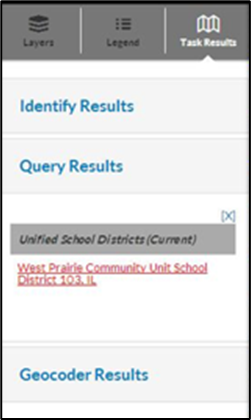 Layers Legend Task Results
Identify Results
Query Results
[X]
Unified School Districts (Current)
West Prairie Community Unit School
District 103, IL
Geocoder Results